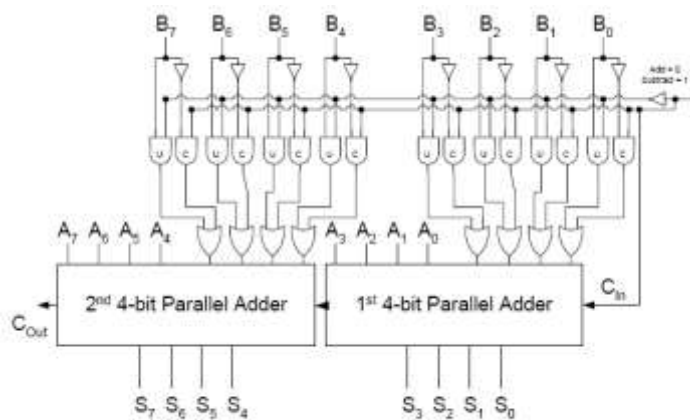 B7 B6 B5 B4 B3 B2 B1 B0
Add = 0
Subtract = 1
U C U C U C U C U C U C U C U C
A7 A6 A5 A4 A3 A2 A1 A0
2nd 4-bit Parallel Adder
1st 4-bit Parallel Adder
CIn
COut
S7 S6 S5 S4 S3 S2 S1 S0